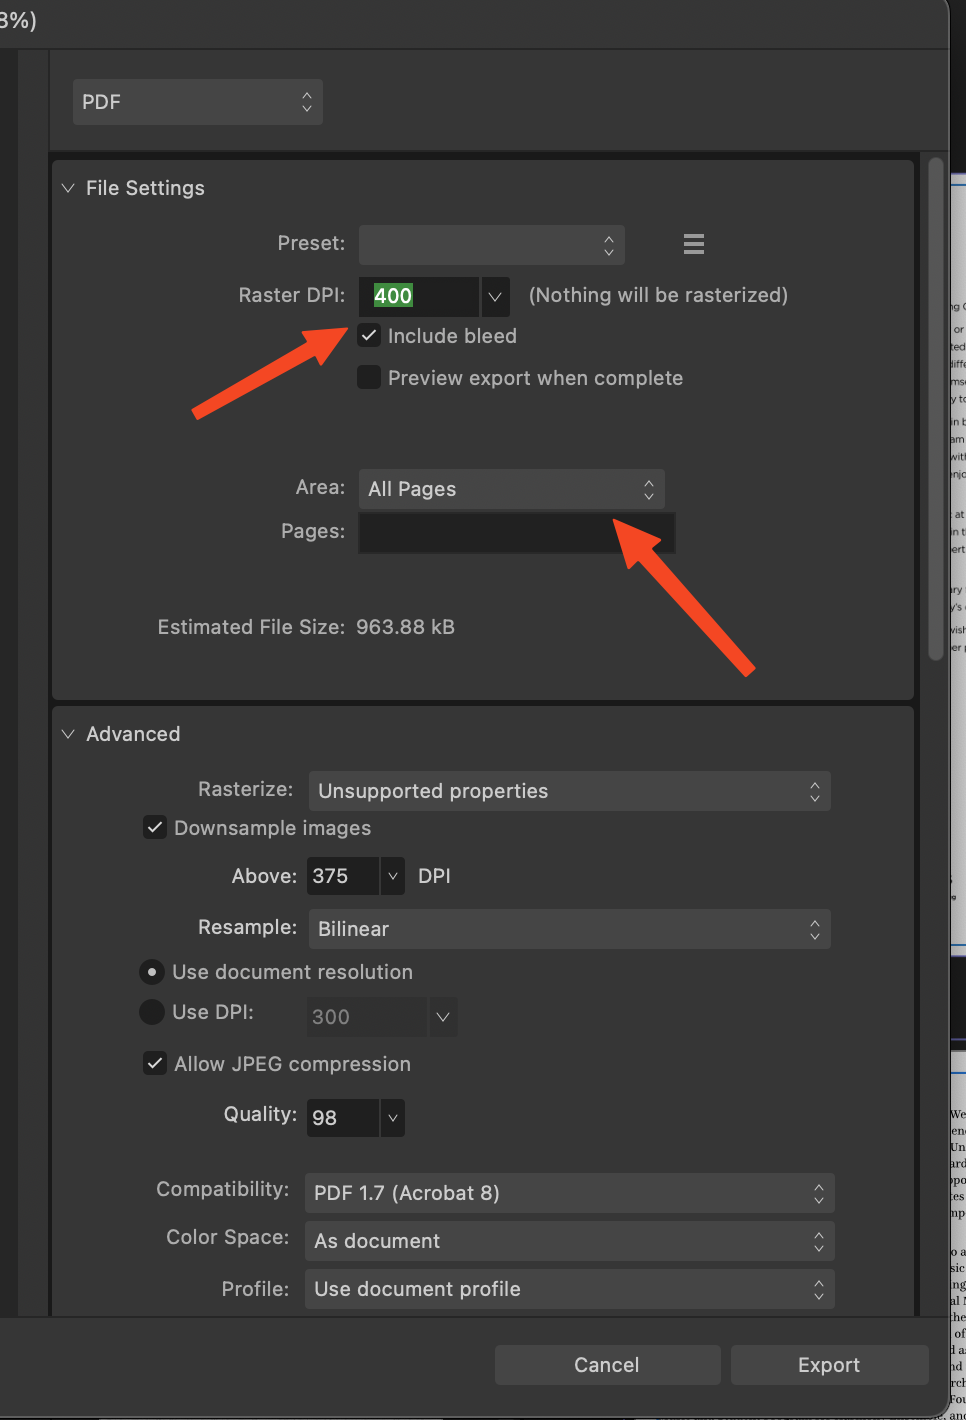 8%)
PDF
File Settings
Preset:
Raster DPI: 400 (Nothing will be rasterized)
Include bleed
Preview export when complete
Area: All Pages
Pages:
Estimated File Size: 963.88 kB
Advanced
Rasterize: Unsupported properties
Downsample images
Above: 375 DPI
Resample: Bilinear
Use document resolution
Use DPI: 300
Allow JPEG compression
Quality: 98
Compatibility: PDF 1.7 (Acrobat 8)
Color Space: As document
Profile: Use document profile
Cancel Export